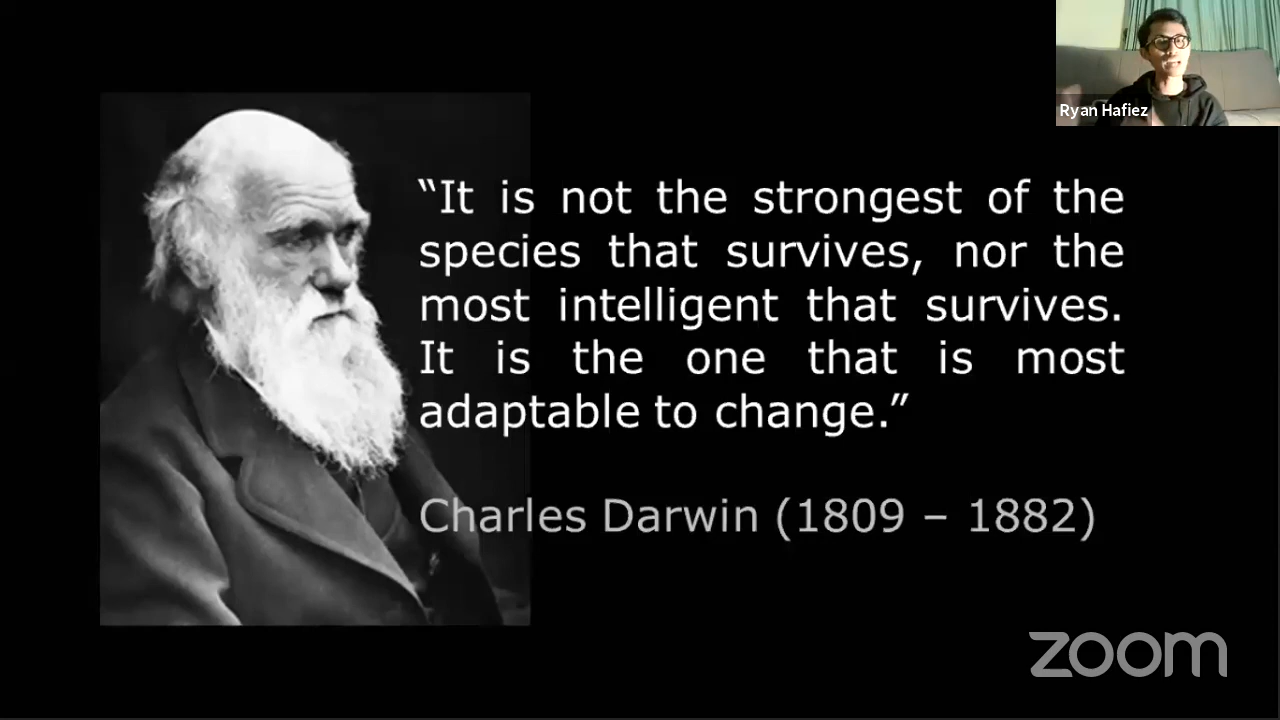 Ryan Hafiez
“It is not the strongest of the
species that survives, nor the
most intelligent that survives.
It is the one that is most
adaptable to change.”
Charles Darwin (1809 – 1882)
zoom